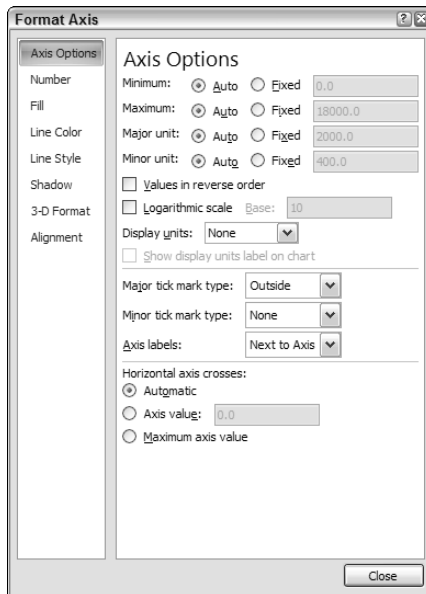 Format Axis
Axis Options
Number
Fill
Line Color
Line Style
Shadow
3-D Format
Alignment
Axis Options
Minimum: Auto Fixed 0.0
Maximum: Auto Fixed 18000.0
Major unit: Auto Fixed 2000.0
Minor unit: Auto Fixed 400.0
Values in reverse order
Logarithmic scale Base: 10
Display units: None
Show display units label on chart
Major tick mark type: Outside
Minor tick mark type: None
Axis labels: Next to Axis
Horizontal axis crosses:
Automatic
Axis value: 0.0
Maximum axis value
Close